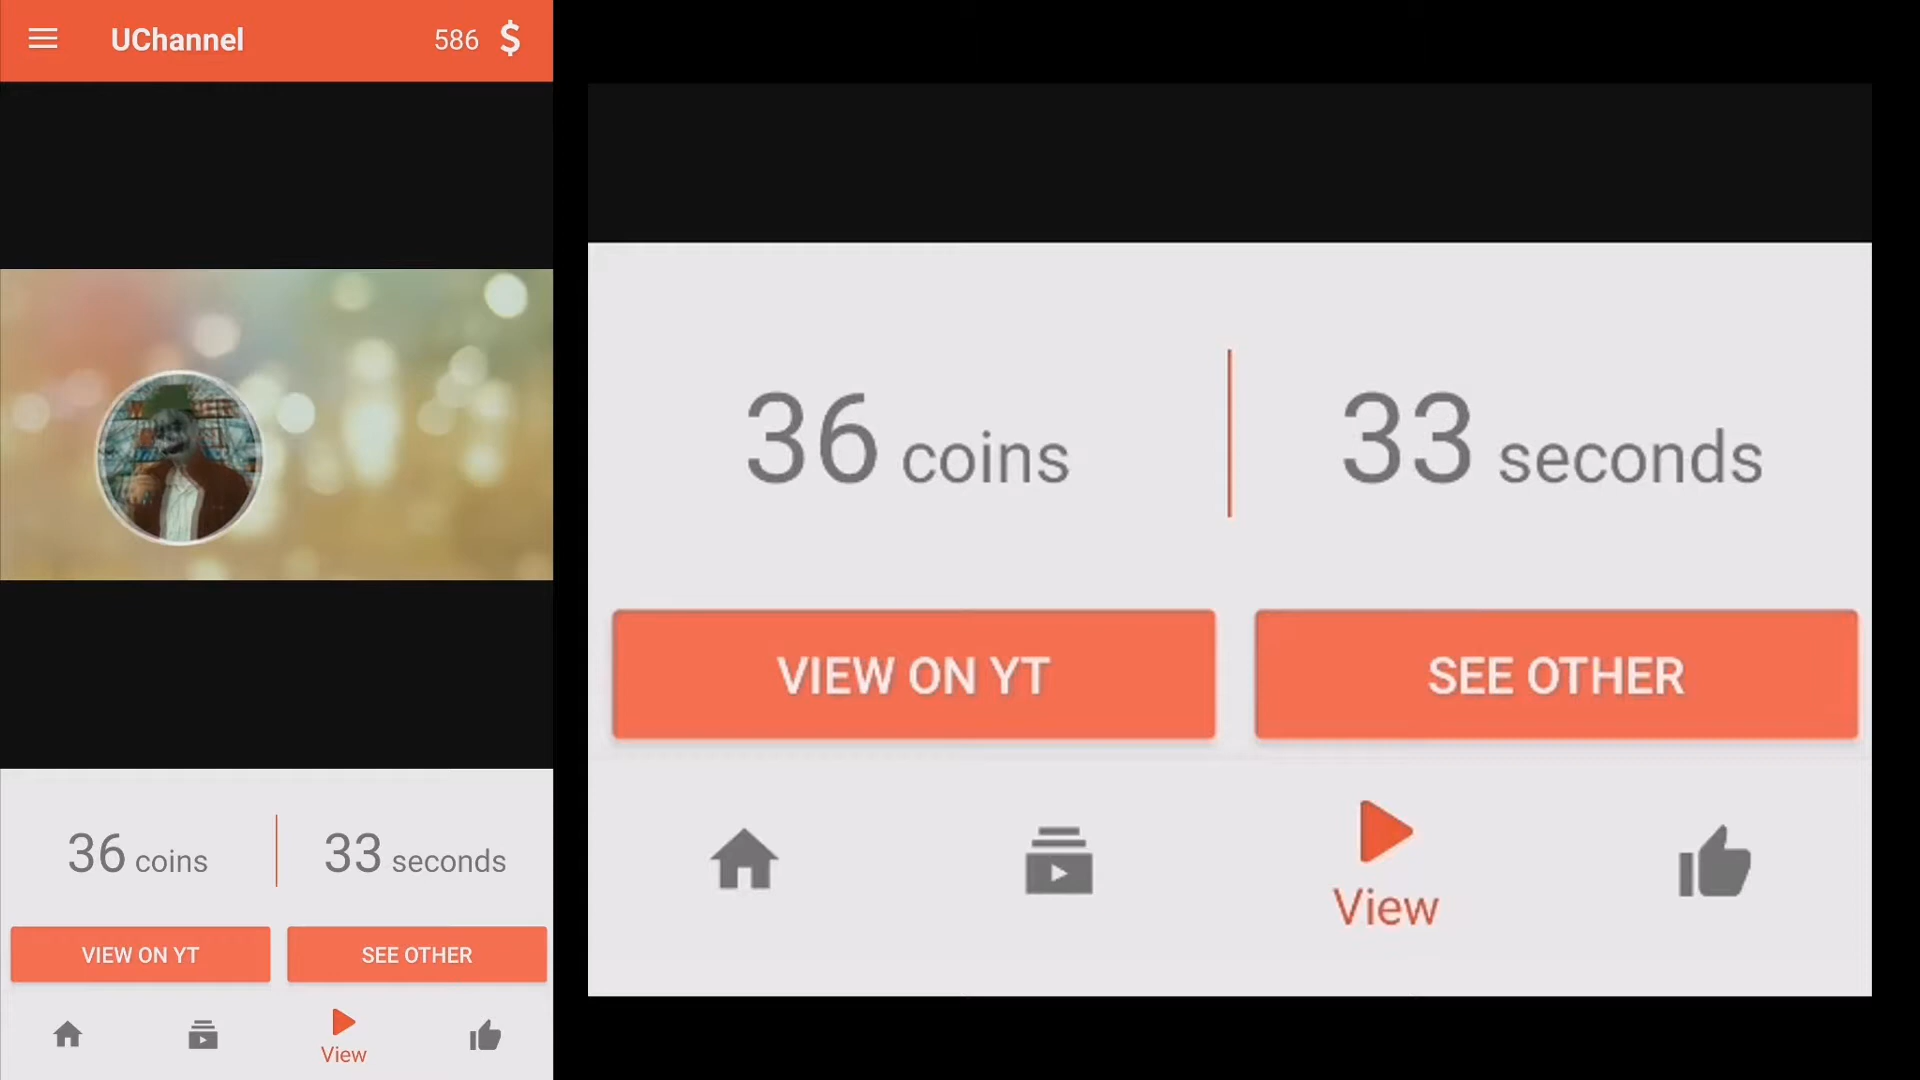 UChannel 586 $
36 coins 33 seconds
VIEW ON YT SEE OTHER
View
36 coins 33 seconds
VIEW ON YT SEE OTHER
View